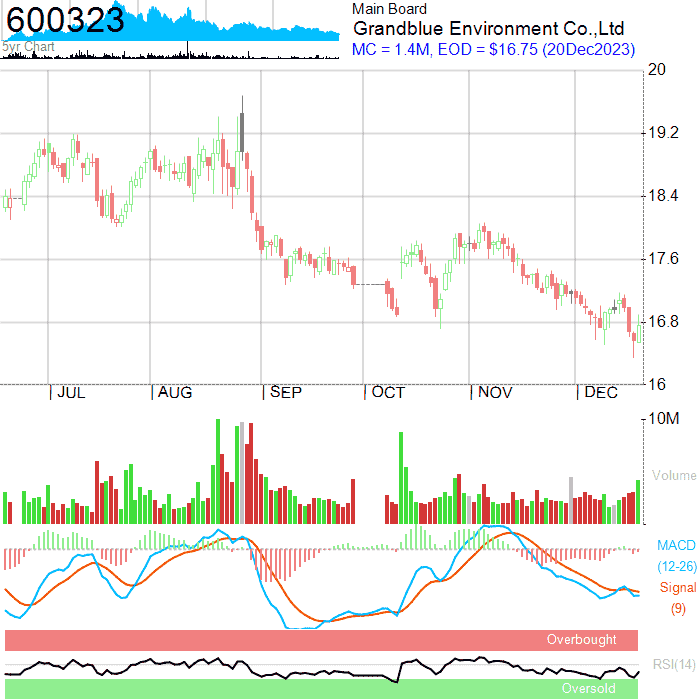 600323
5yr Chart
Main Board
Grandblue Environment Co.,Ltd
MC = 1.4M, EOD = $16.75 (20Dec2023)
20
19.2
18.4
17.6
16.8
16
JUL AUG SEP OCT NOV DEC
10M
Volume
MACD
(12-26)
Signal
(9)
Overbought
RSI(14)
Oversold